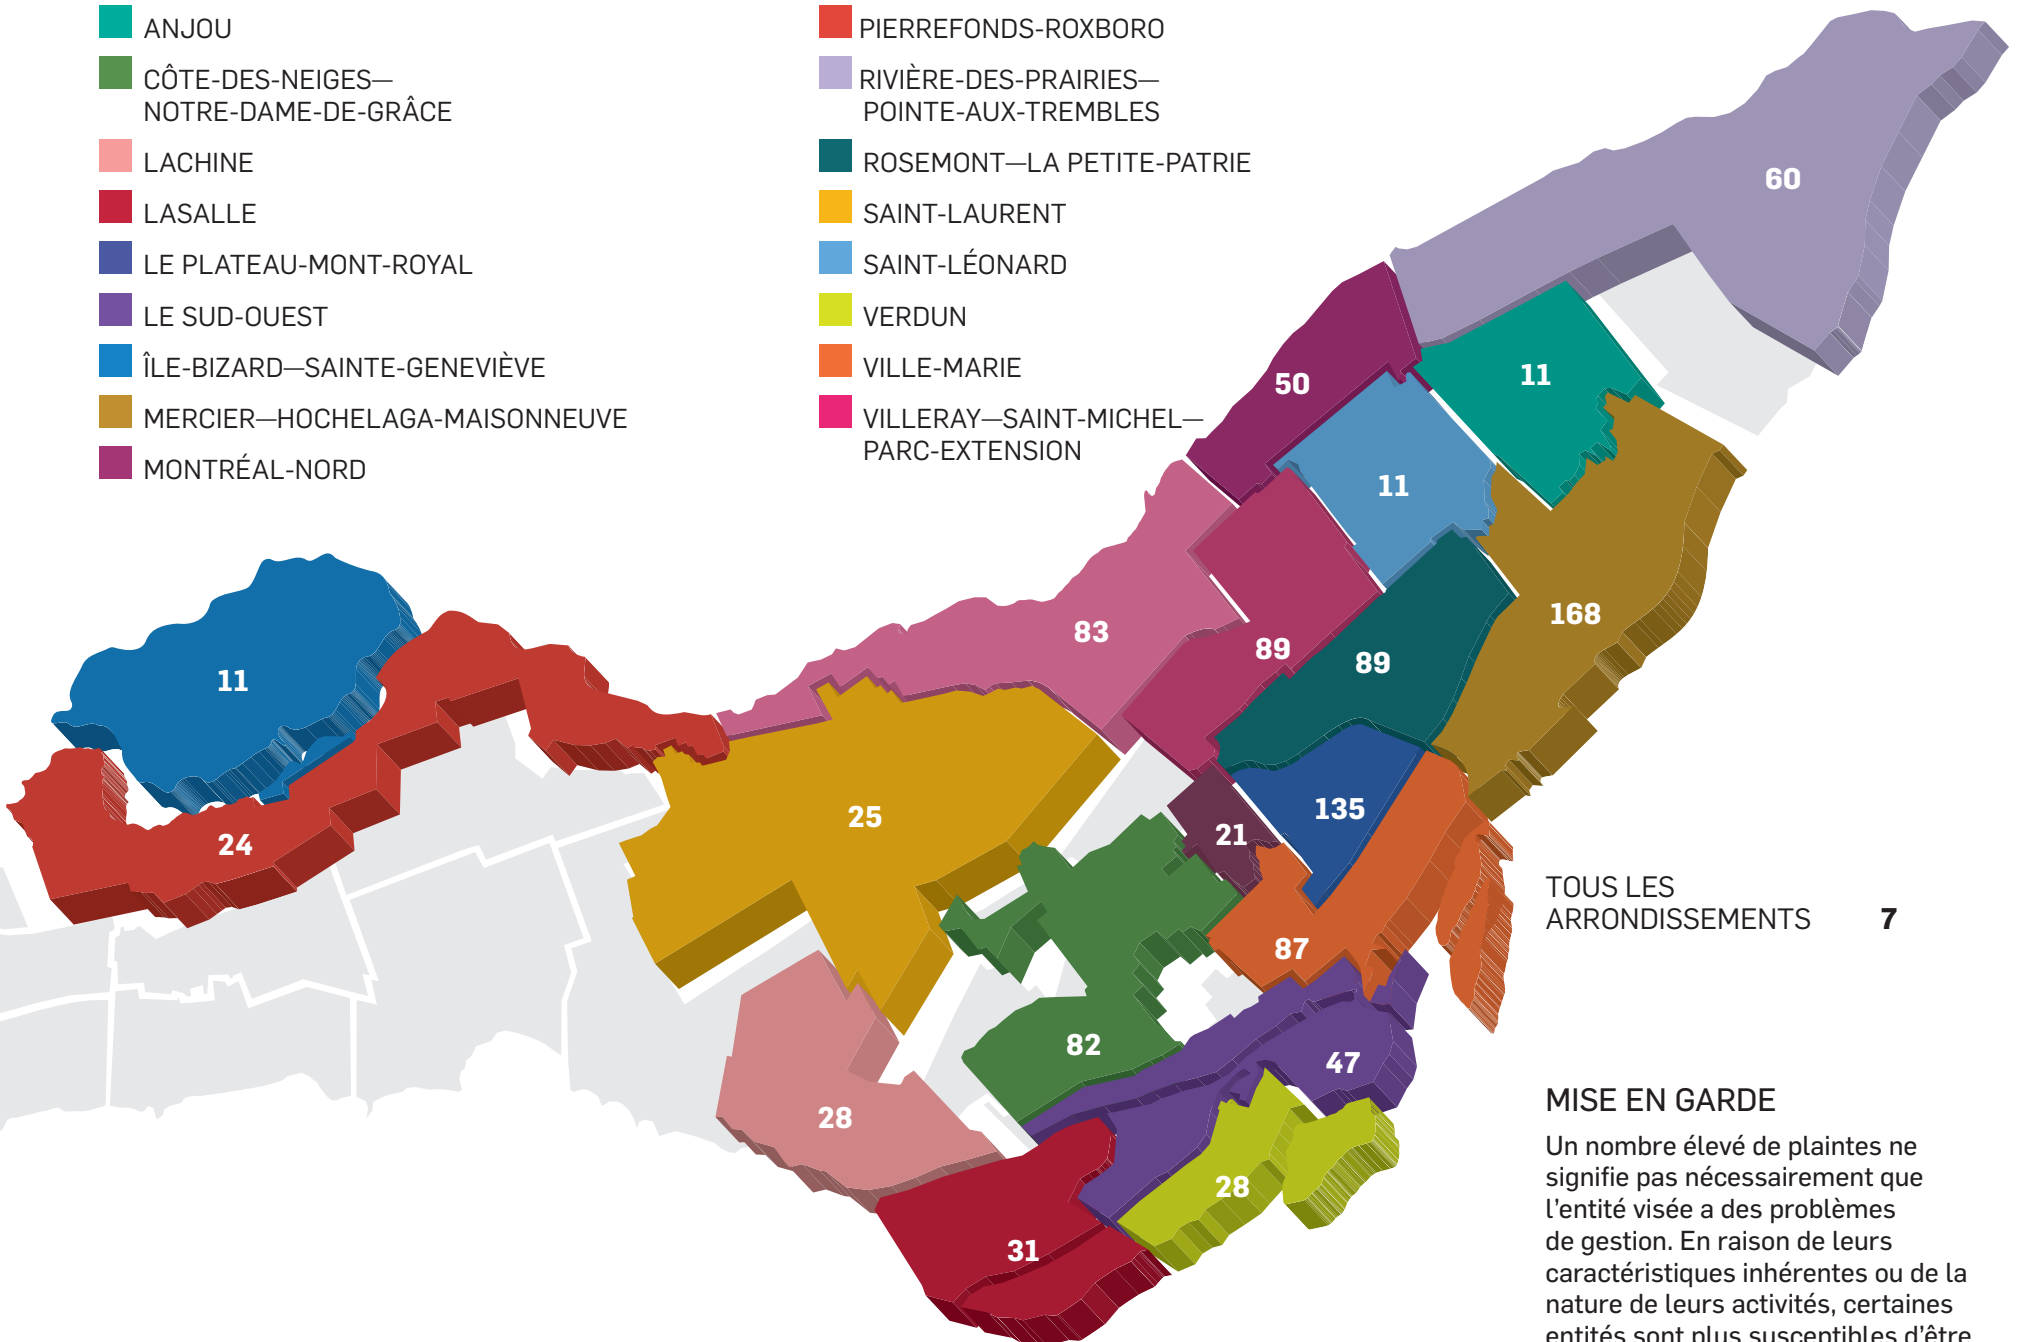 ANJOU
CÔTE-DES-NEIGES—
NOTRE-DAME-DE-GRÂCE
LACHINE
LASALLE
LE PLATEAU-MONT-ROYAL
LE SUD-OUEST
ÎLE-BIZARD—SAINTE-GENEVIÈVE
MERCIER—HOCHELAGA-MAISONNEUVE
MONTRÉAL-NORD
PIERREFONDS-ROXBORO
RIVIÈRE-DES-PRAIRIES—
POINTE-AUX-TREMBLES
ROSEMONT—LA PETITE-PATRIE
SAINT-LAURENT
SAINT-LÉONARD
VERDUN
VILLE-MARIE
VILLERAY—SAINT-MICHEL—
PARC-EXTENSION
60
11
50
11
168
83
89
89
11
135
25
21
24
87
82
47
28
28
31
TOUS LES
ARRONDISSEMENTS 7
MISE EN GARDE
Un nombre élevé de plaintes ne
signifie pas nécessairement que
l'entité visée a des problèmes
de gestion. En raison de leurs
caractéristiques inhérentes ou de la
nature de leurs activités, certaines
entités sont plus susceptibles d'être